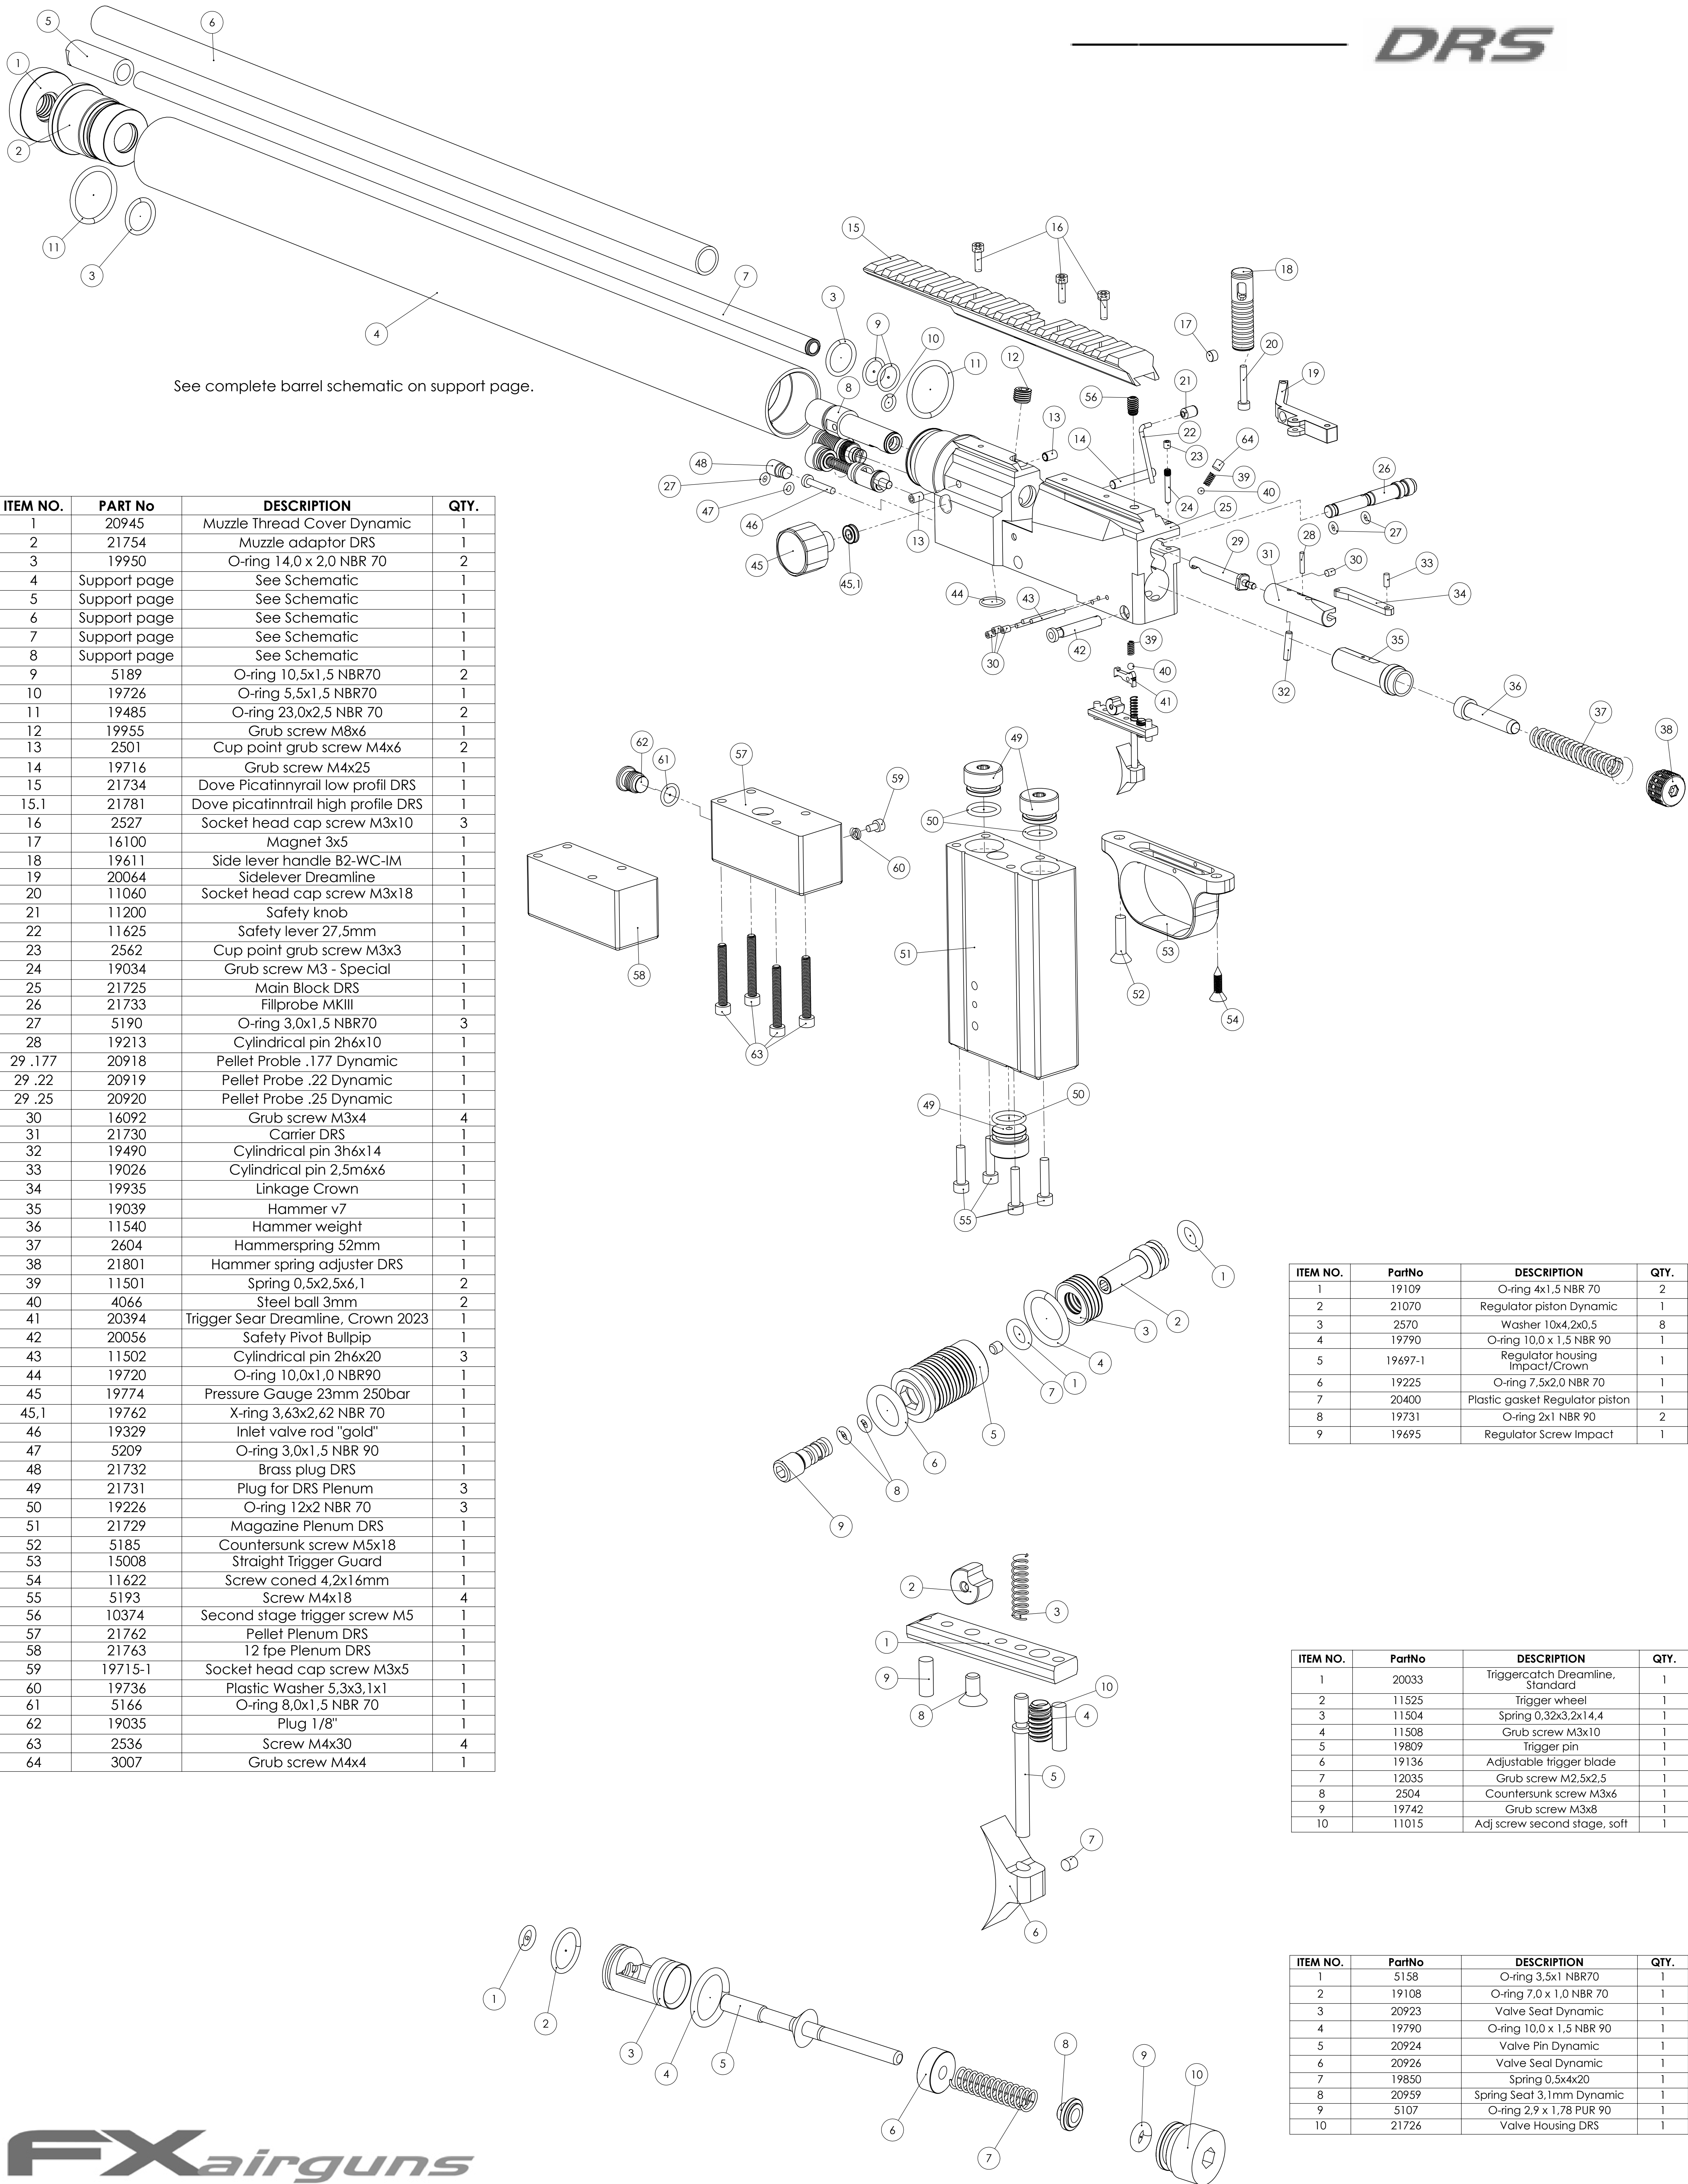 DRS
See complete barrel schematic on support page.
ITEM NO. PART No DESCRIPTION QTY.
1 20945 Muzzle Thread Cover Dynamic 1
2 21754 Muzzle adaptor DRS 1
3 19950 O-ring 14,0 x 2,0 NBR 70 2
4 Support page See Schematic 1
5 Support page See Schematic 1
6 Support page See Schematic 1
7 Support page See Schematic 1
8 Support page See Schematic 1
9 5189 O-ring 10,5x1,5 NBR70 2
10 19726 O-ring 5,5x1,5 NBR70 1
11 19485 O-ring 23,0x2,5 NBR 70 2
12 19955 Grub screw M8x6 1
13 2501 Cup point grub screw M4x6 2
14 19716 Grub screw M4x25 1
15 21734 Dove Picatinnyrail low profil DRS 1
15.1 21781 Dove picatinntrail high profile DRS 1
16 2527 Socket head cap screw M3x10 3
17 16100 Magnet 3x5 1
18 19611 Side lever handle B2-WC-IM 1
19 20064 Sidelever Dreamline 1
20 11060 Socket head cap screw M3x18 1
21 11200 Safety knob 1
22 11625 Safety lever 27,5mm 1
23 2562 Cup point grub screw M3x3 1
24 19034 Grub screw M3 - Special 1
25 21725 Main Block DRS 1
26 21733 Fillprobe MKIII 1
27 5190 O-ring 3,0x1,5 NBR70 3
28 19213 Cylindrical pin 2h6x10 1
29 .177 20918 Pellet Proble .177 Dynamic 1
29 .22 20919 Pellet Probe .22 Dynamic 1
29 .25 20920 Pellet Probe .25 Dynamic 1
30 16092 Grub screw M3x4 4
31 21730 Carrier DRS 1
32 19490 Cylindrical pin 3h6x14 1
33 19026 Cylindrical pin 2,5m6x6 1
34 19935 Linkage Crown 1
35 19039 Hammer v7 1
36 11540 Hammer weight 1
37 2604 Hammerspring 52mm 1
38 21801 Hammer spring adjuster DRS 1
39 11501 Spring 0,5x2,5x6,1 2
40 4066 Steel ball 3mm 2
41 20394 Trigger Sear Dreamline, Crown 2023 1
42 20056 Safety Pivot Bullpip 1
43 11502 Cylindrical pin 2h6x20 3
44 19720 O-ring 10,0x1,0 NBR90 1
45 19774 Pressure Gauge 23mm 250bar 1
45,1 19762 X-ring 3,63x2,62 NBR 70 1
46 19329 Inlet valve rod "gold" 1
47 5209 O-ring 3,0x1,5 NBR 90 1
48 21732 Brass plug DRS 1
49 21731 Plug for DRS Plenum 3
50 19226 O-ring 12x2 NBR 70 3
51 21729 Magazine Plenum DRS 1
52 5185 Countersunk screw M5x18 1
53 15008 Straight Trigger Guard 1
54 11622 Screw coned 4,2x16mm 1
55 5193 Screw M4x18 4
56 10374 Second stage trigger screw M5 1
57 21762 Pellet Plenum DRS 1
58 21763 12 fpe Plenum DRS 1
59 19715-1 Socket head cap screw M3x5 1
60 19736 Plastic Washer 5,3x3,1x1 1
61 5166 O-ring 8,0x1,5 NBR 70 1
62 19035 Plug 1/8" 1
63 2536 Screw M4x30 4
64 3007 Grub screw M4x4 1
ITEM NO. PartNo DESCRIPTION QTY.
1 19109 O-ring 4x1,5 NBR 70 2
2 21070 Regulator piston Dynamic 1
3 2570 Washer 10x4,2x0,5 8
4 19790 O-ring 10,0 x 1,5 NBR 90 1
5 19697-1 Regulator housing Impact/Crown 1
6 19225 O-ring 7,5x2,0 NBR 70 1
7 20400 Plastic gasket Regulator piston 1
8 19731 O-ring 2x1 NBR 90 2
9 19695 Regulator Screw Impact 1
ITEM NO. PartNo DESCRIPTION QTY.
1 20033 Triggercatch Dreamline, Standard 1
2 11525 Trigger wheel 1
3 11504 Spring 0,32x3,2x14,4 1
4 11508 Grub screw M3x10 1
5 19809 Trigger pin 1
6 19136 Adjustable trigger blade 1
7 12035 Grub screw M2,5x2,5 1
8 2504 Countersunk screw M3x6 1
9 19742 Grub screw M3x8 1
10 11015 Adj screw second stage, soft 1
ITEM NO. PartNo DESCRIPTION QTY.
1 5158 O-ring 3,5x1 NBR70 1
2 19108 O-ring 7,0 x 1,0 NBR 70 1
3 20923 Valve Seat Dynamic 1
4 19790 O-ring 10,0 x 1,5 NBR 90 1
5 20924 Valve Pin Dynamic 1
6 20926 Valve Seal Dynamic 1
7 19850 Spring 0,5x4x20 1
8 20959 Spring Seat 3,1mm Dynamic 1
9 5107 O-ring 2,9 x 1,78 PUR 90 1
10 21726 Valve Housing DRS 1
FX airguns